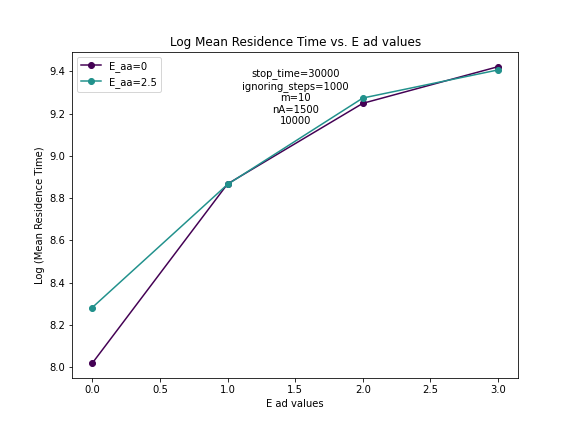 Log Mean Residence Time vs. E ad values
E_aa=0
E_aa=2.5
stop_time=30000
ignoring_steps=1000
m=10
nA=1500
10000
Log (Mean Residence Time)
9.4
9.2
9.0
8.8
8.6
8.4
8.2
8.0
0.0 0.5 1.0 1.5 2.0 2.5 3.0
E ad values